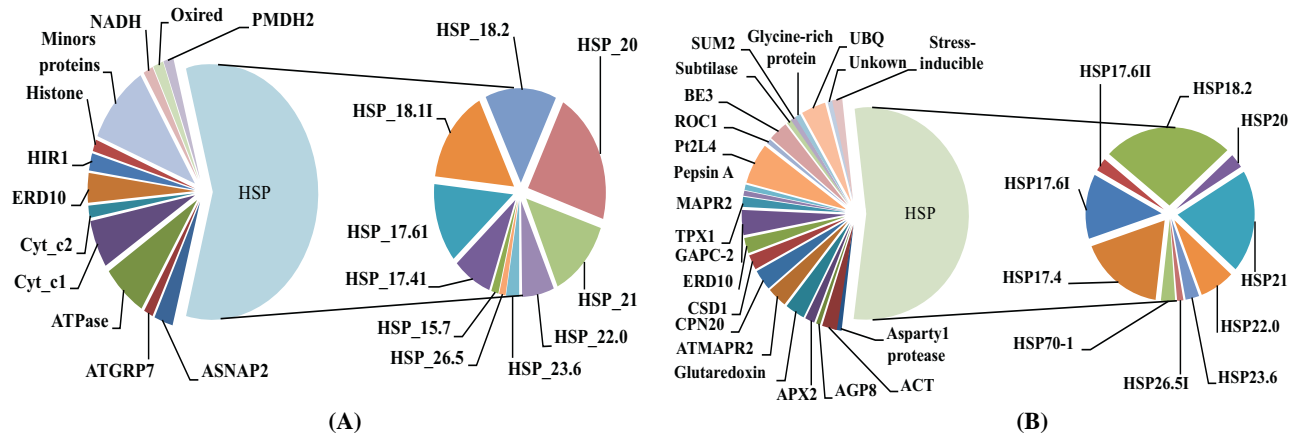 NADH
Oxired
PMDH2
Minors
proteins
Histone
HIR1
ERD10
Cyt_c2
Cyt_c1
ATPase
ATGRP7
ASNAP2
HSP
HSP_18.2
HSP_20
HSP_18.1I
HSP_17.61
HSP_17.41
HSP_15.7
HSP_26.5
HSP_23.6
HSP_22.0
HSP_21
(A)
SUM2
Glycine-rich
protein
UBQ
Unkown
Stress-
inducible
Subtilase
BE3
ROC1
Pt2L4
Pepsin A
MAPR2
TPX1
GAPC-2
ERD10
CSD1
CPN20
ATMAPR2
Glutaredoxin
APX2
AGP8
ACT
Asparty1
protease
HSP
HSP17.6II
HSP18.2
HSP20
HSP17.6I
HSP17.4
HSP21
HSP22.0
HSP70-1
HSP26.5I
HSP23.6
(B)